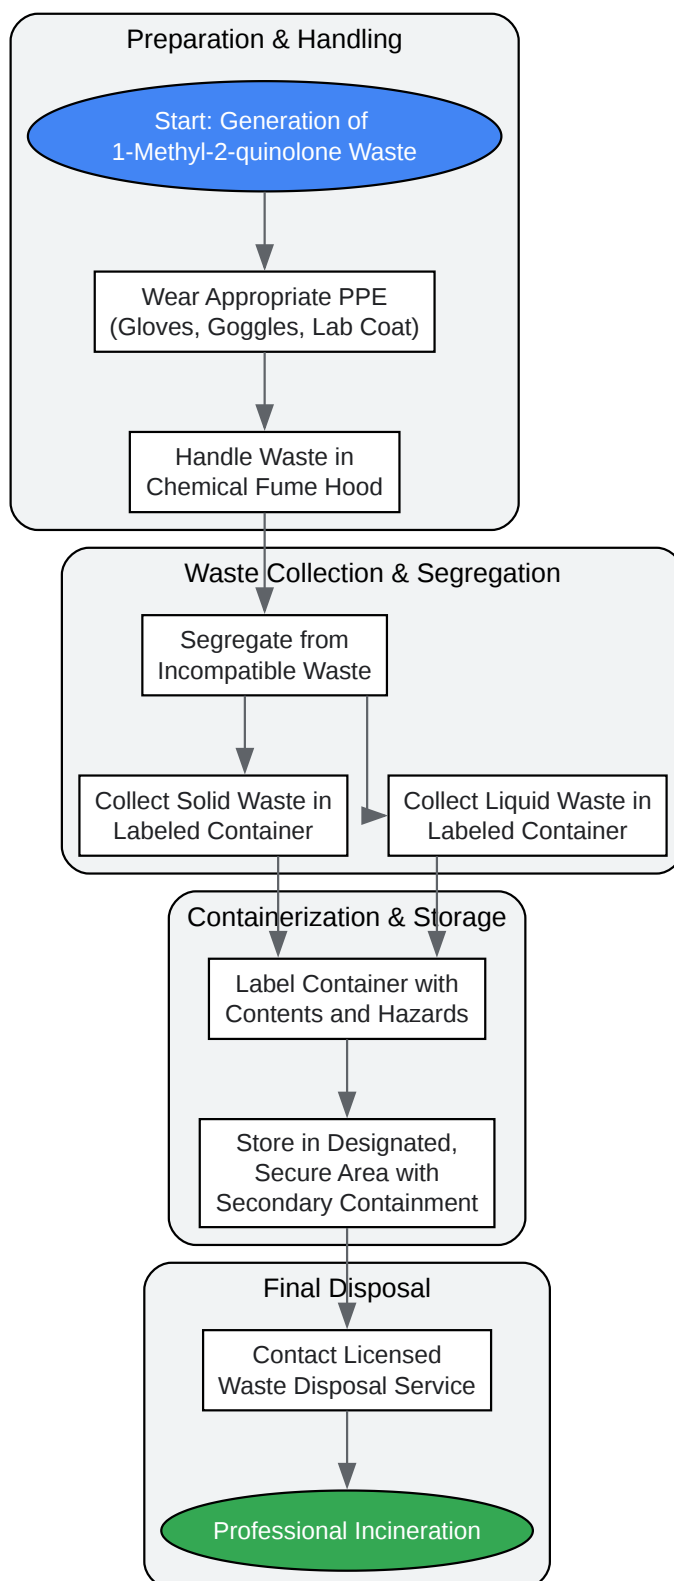 Preparation & Handling
Start: Generation of
1-Methyl-2-quinolone Waste
Wear Appropriate PPE
(Gloves, Goggles, Lab Coat)
Handle Waste in
Chemical Fume Hood
Waste Collection & Segregation
Segregate from
Incompatible Waste
Collect Solid Waste in
Labeled Container
Collect Liquid Waste in
Labeled Container
Containerization & Storage
Label Container with
Contents and Hazards
Store in Designated,
Secure Area with
Secondary Containment
Final Disposal
Contact Licensed
Waste Disposal Service
Professional Incineration